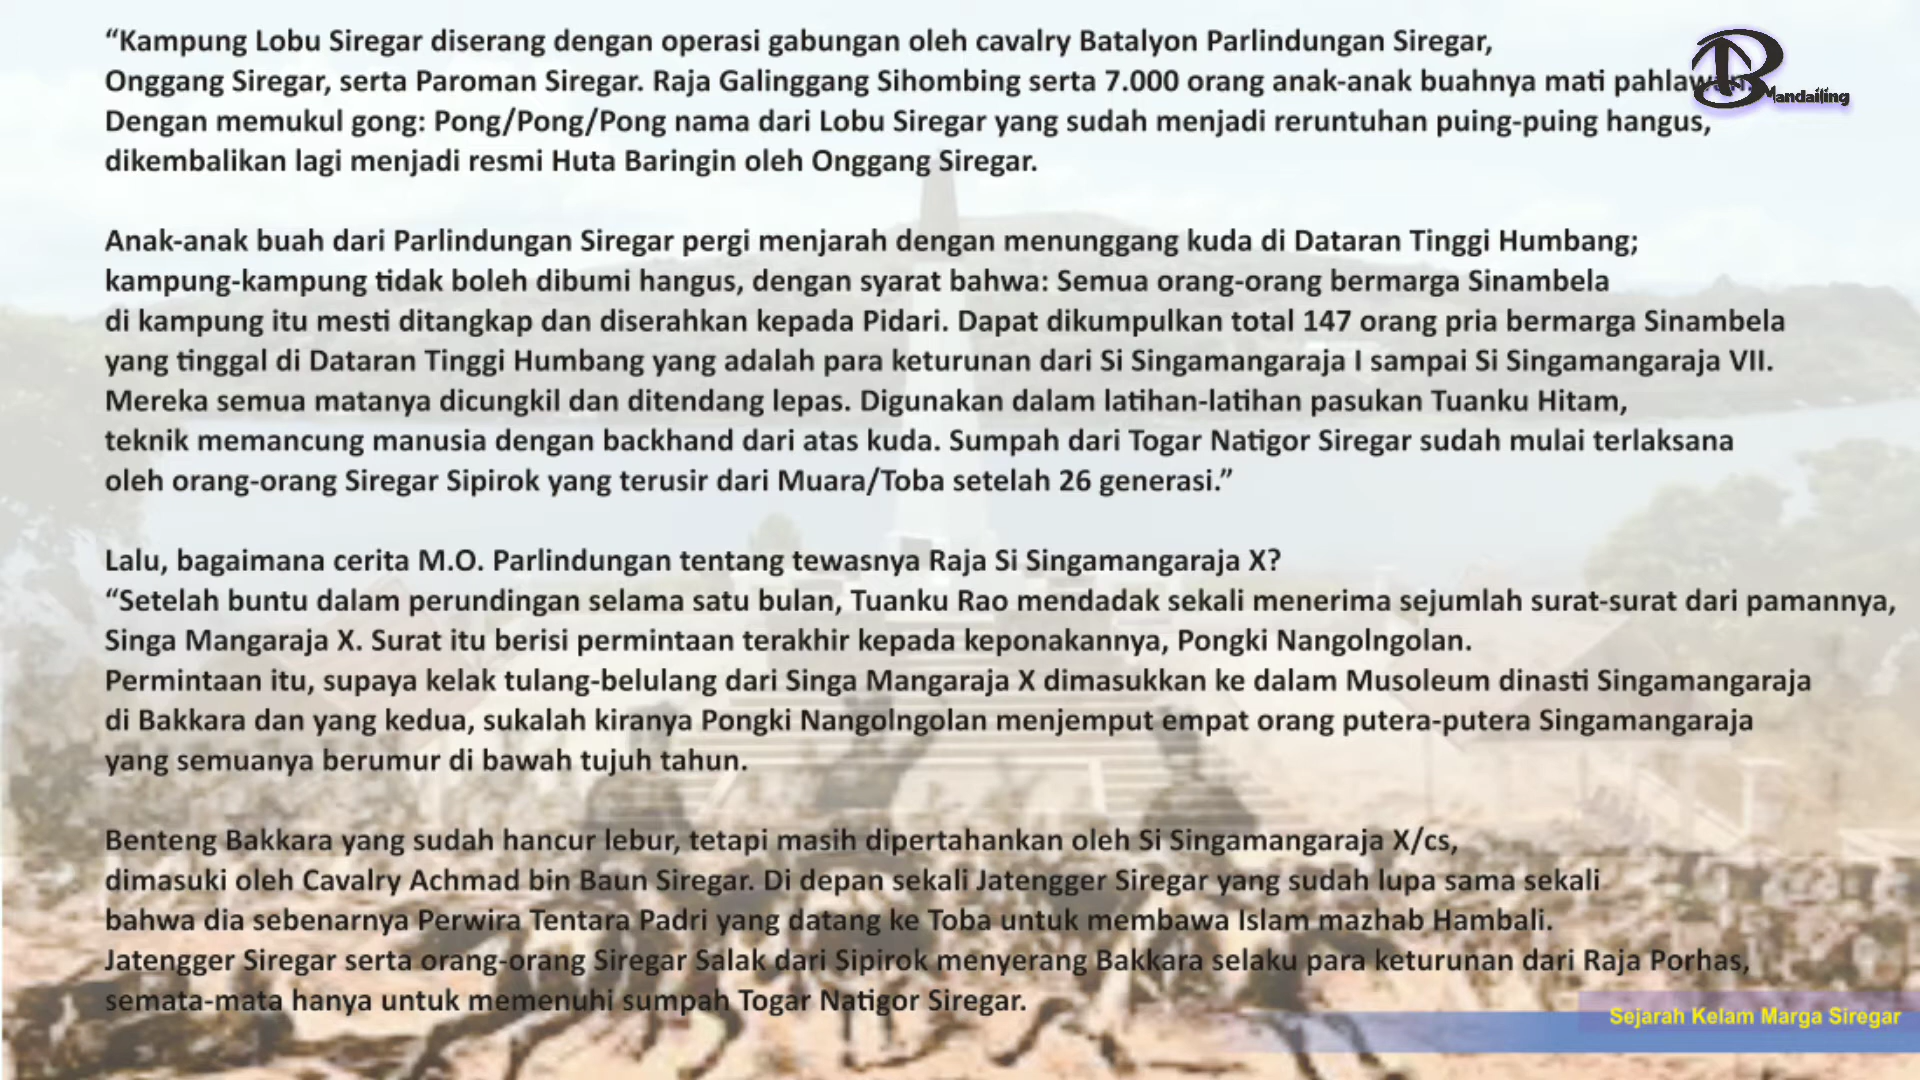 “Kampung Lobu Siregar diserang dengan operasi gabungan oleh cavalry Batalyon Parlindungan Siregar,
Onggang Siregar, serta Paroman Siregar. Raja Galinggang Sihombing serta 7.000 orang anak-anak buahnya mati pahlawan.
Dengan memukul gong: Pong/Pong/Pong nama dari Lobu Siregar yang sudah menjadi reruntuhan puing-puing hangus,
dikembalikan lagi menjadi resmi Huta Baringin oleh Onggang Siregar.
Anak-anak buah dari Parlindungan Siregar pergi menjarah dengan menunggang kuda di Dataran Tinggi Humbang;
kampung-kampung tidak boleh dibumi hangus, dengan syarat bahwa: Semua orang-orang bermarga Sinambela
di kampung itu mesti ditangkap dan diserahkan kepada Pidari. Dapat dikumpulkan total 147 orang pria bermarga Sinambela
yang tinggal di Dataran Tinggi Humbang yang adalah para keturunan dari Si Singamangaraja I sampai Si Singamangaraja VII.
Mereka semua matanya dicungkil dan ditendang lepas. Digunakan dalam latihan-latihan pasukan Tuanku Hitam,
teknik memancung manusia dengan backhand dari atas kuda. Sumpah dari Togar Natigor Siregar sudah mulai terlaksana
oleh orang-orang Siregar Sipirok yang terusir dari Muara/Toba setelah 26 generasi.”
Lalu, bagaimana cerita M.O. Parlindungan tentang tewasnya Raja Si Singamangaraja X?
“Setelah buntu dalam perundingan selama satu bulan, Tuanku Rao mendadak sekali menerima sejumlah surat-surat dari pamannya,
Singa Mangaraja X. Surat itu berisi permintaan terakhir kepada keponakannya, Pongki Nangolngolan.
Permintaan itu, supaya kelak tulang-belulang dari Singa Mangaraja X dimasukkan ke dalam Musoleum dinasti Singamangaraja
di Bakkara dan yang kedua, sukalah kiranya Pongki Nangolngolan menjemput empat orang putera-putera Singamangaraja
yang semuanya berumur di bawah tujuh tahun.
Benteng Bakkara yang sudah hancur lebur, tetapi masih dipertahankan oleh Si Singamangaraja X/cs,
dimasuki oleh Cavalry Achmad bin Baun Siregar. Di depan sekali Jatengger Siregar yang sudah lupa sama sekali
bahwa dia sebenarnya Perwira Tentara Padri yang datang ke Toba untuk membawa Islam mazhab Hambali.
Jatengger Siregar serta orang-orang Siregar Salak dari Sipirok menyerang Bakkara selaku para keturunan dari Raja Porhas,
semata-mata hanya untuk memenuhi sumpah Togar Natigor Siregar.
Mandailing
Sejarah Kelam Marga Siregar